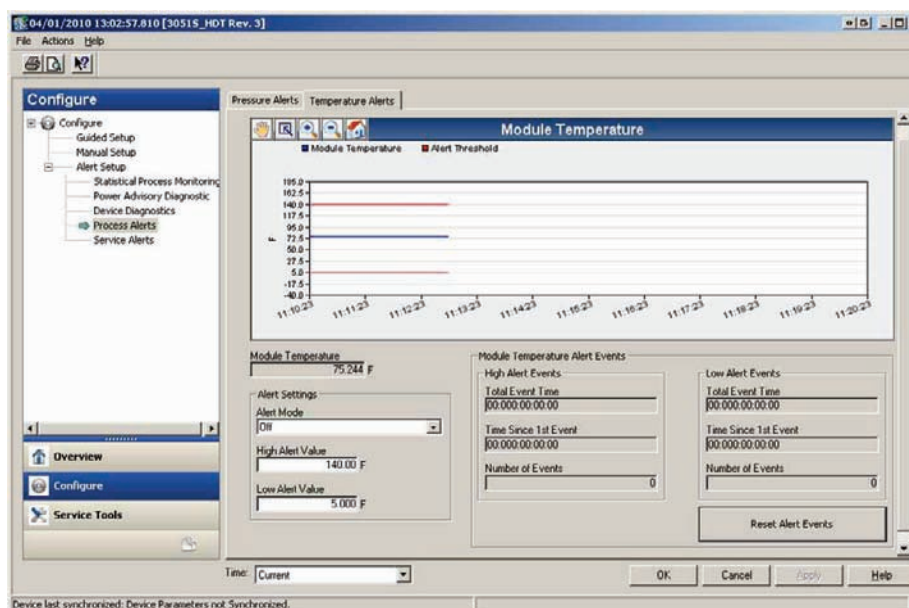 04/01/2010 13:02:57.810 [3051S_HDT Rev. 3]
File Actions Help
Configure
Configure
Guided Setup
Manual Setup
Alert Setup
Statistical Process Monitoring
Power Advisory Diagnostic
Device Diagnostics
Process Alerts
Service Alerts
Overview
Configure
Service Tools
Pressure Alerts Temperature Alerts
Module Temperature
Module Temperature Alert Threshold
185.0
162.5
140.0
117.5
95.0
72.5
50.0
27.5
5.0
-17.5
-40.0
F
11:10:23 11:11:23 11:12:23 11:13:23 11:14:23 11:15:23 11:16:23 11:17:23 11:18:23 11:19:23 11:20:23
Module Temperature
75.244 F
Alert Settings
Alert Mode
Off
High Alert Value
140.00 F
Low Alert Value
5.000 F
Module Temperature Alert Events
High Alert Events
Total Event Time
00:000:00:00:00
Time Since 1st Event
00:000:00:00:00
Number of Events
0
Low Alert Events
Total Event Time
00:000:00:00:00
Time Since 1st Event
00:000:00:00:00
Number of Events
0
Reset Alert Events
Time: Current
OK Cancel Apply Help
Device last synchronized: Device Parameters not Synchronized.